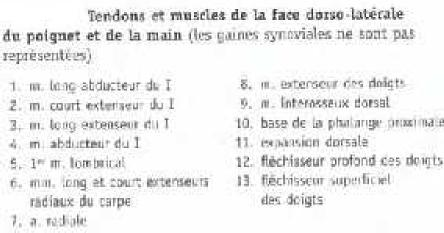 Tendons et muscles de la face dorso-latérale
du poignet et de la main (les gaines synoviales ne sont pas
représentées)
1. m. long abducteur du I
2. m. court extenseur du I
3. m. long extenseur du I
4. m. abducteur du I
5. 1er m. lombrical
6. mm. long et court extenseurs
radiaux du carpe
7. a. radiale
8. m. extenseur des doigts
9. m. interosseux dorsal
10. base de la phalange proximale
11. expansion dorsale
12. fléchisseur profond des doigts
13. fléchisseur superficiel
des doigts